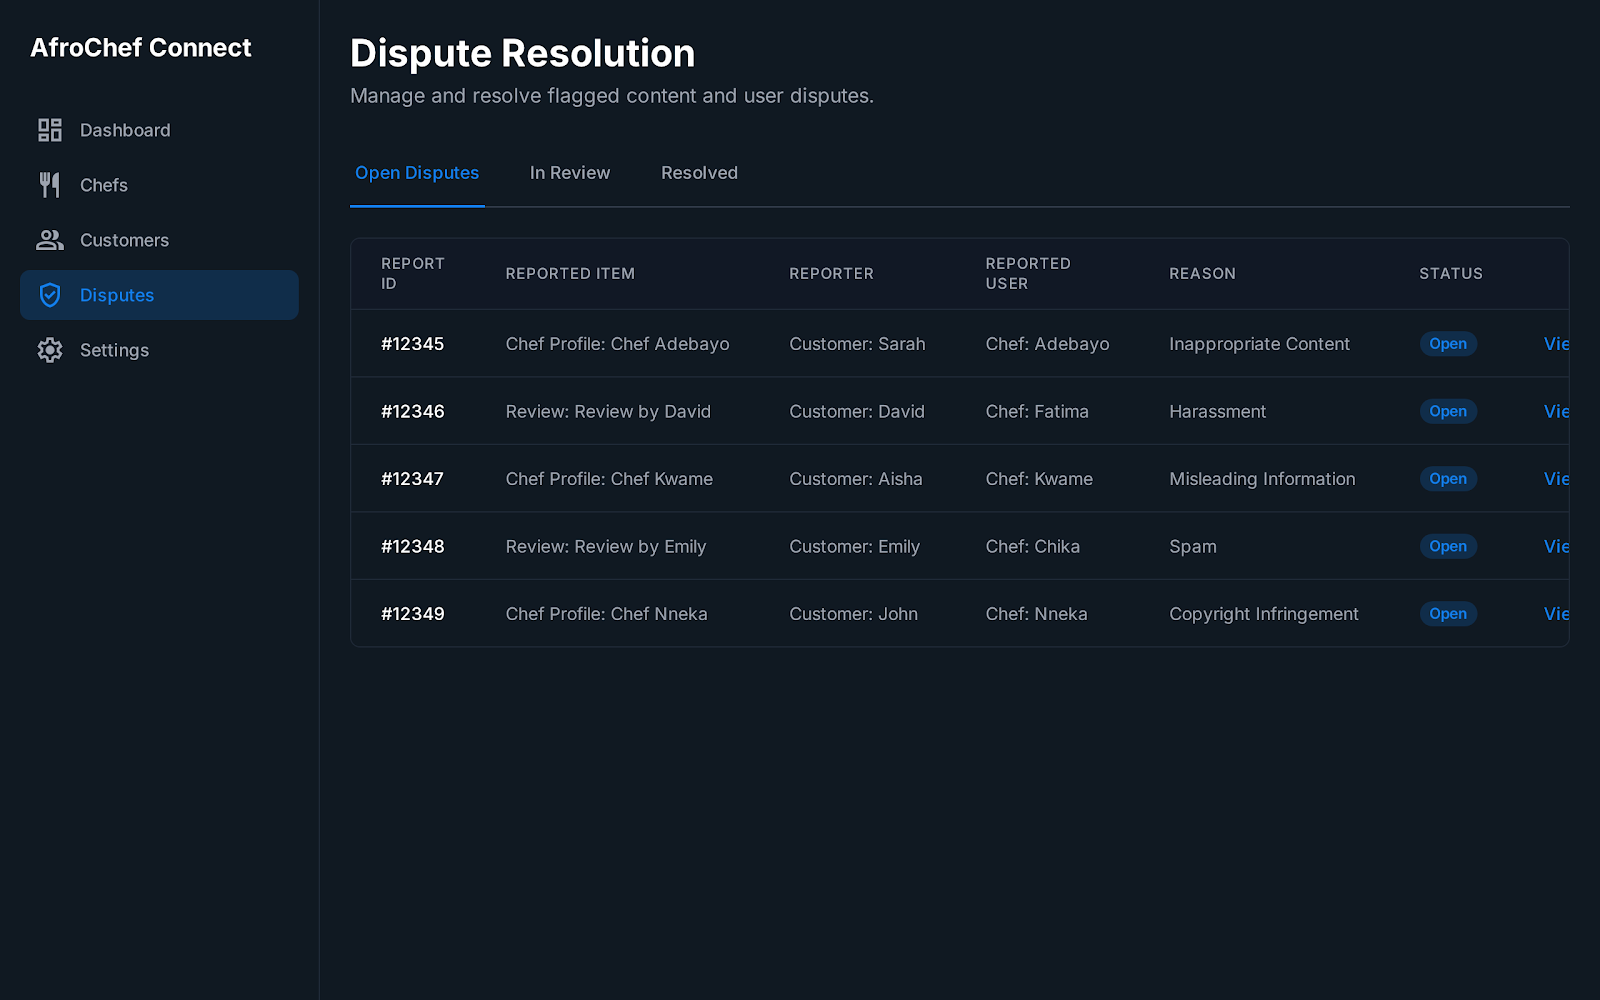 AfroChef Connect
Dashboard
Chefs
Customers
Disputes
Settings
Dispute Resolution
Manage and resolve flagged content and user disputes.
Open Disputes In Review Resolved
REPORT ID REPORTED ITEM REPORTER REPORTED USER REASON STATUS
#12345 Chef Profile: Chef Adebayo Customer: Sarah Chef: Adebayo Inappropriate Content Open Vie
#12346 Review: Review by David Customer: David Chef: Fatima Harassment Open Vie
#12347 Chef Profile: Chef Kwame Customer: Aisha Chef: Kwame Misleading Information Open Vie
#12348 Review: Review by Emily Customer: Emily Chef: Chika Spam Open Vie
#12349 Chef Profile: Chef Nneka Customer: John Chef: Nneka Copyright Infringement Open Vie